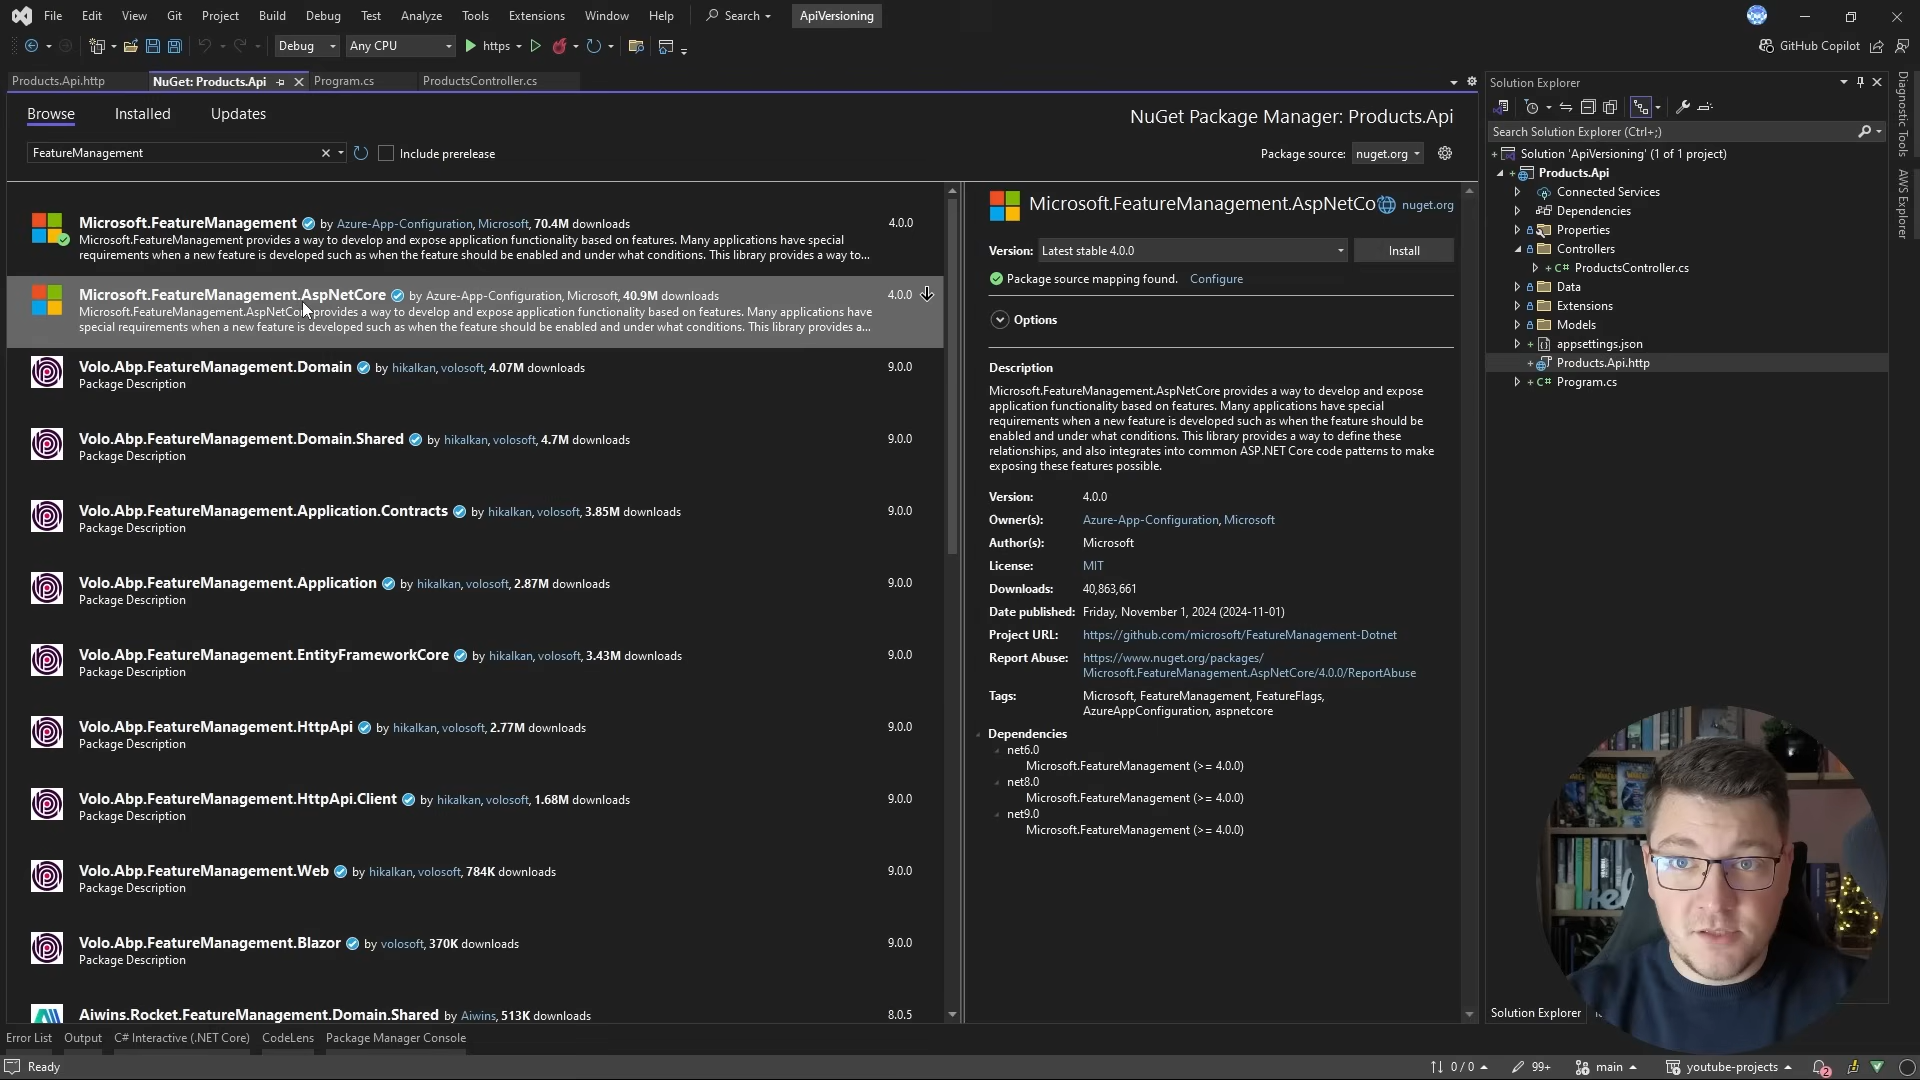 File Edit View Git Project Build Debug Test Analyze Tools Extensions Window Help Search ApiVersioning
Debug Any CPU https GitHub Copilot
Products.Api.http NuGet: Products.Api Program.cs ProductsController.cs
Browse Installed Updates
NuGet Package Manager: Products.Api
FeatureManagement Include prerelease
Package source: nuget.org
Microsoft.FeatureManagement by Azure-App-Configuration, Microsoft, 70.4M downloads 4.0.0
Microsoft.FeatureManagement provides a way to develop and expose application functionality based on features. Many applications have special
requirements when a new feature is developed such as when the feature should be enabled and under what conditions. This library provides a way to...
Microsoft.FeatureManagement.AspNetCore by Azure-App-Configuration, Microsoft, 40.9M downloads 4.0.0
Microsoft.FeatureManagement.AspNetCore provides a way to develop and expose application functionality based on features. Many applications have
special requirements when a new feature is developed such as when the feature should be enabled and under what conditions. This library provides a...
Volo.Abp.FeatureManagement.Domain by hikalkan, volosoft, 4.07M downloads 9.0.0
Package Description
Volo.Abp.FeatureManagement.Domain.Shared by hikalkan, volosoft, 4.7M downloads 9.0.0
Package Description
Volo.Abp.FeatureManagement.Application.Contracts by hikalkan, volosoft, 3.85M downloads 9.0.0
Package Description
Volo.Abp.FeatureManagement.Application by hikalkan, volosoft, 2.87M downloads 9.0.0
Package Description
Volo.Abp.FeatureManagement.EntityFrameworkCore by hikalkan, volosoft, 3.43M downloads 9.0.0
Package Description
Volo.Abp.FeatureManagement.HttpApi by hikalkan, volosoft, 2.77M downloads 9.0.0
Package Description
Volo.Abp.FeatureManagement.HttpApi.Client by hikalkan, volosoft, 1.68M downloads 9.0.0
Package Description
Volo.Abp.FeatureManagement.Web by hikalkan, volosoft, 784K downloads 9.0.0
Package Description
Volo.Abp.FeatureManagement.Blazor by volosoft, 370K downloads 9.0.0
Package Description
Aiwins.Rocket.FeatureManagement.Domain.Shared by Aiwins, 513K downloads 8.0.5
Microsoft.FeatureManagement.AspNetCo nuget.org
Version: Latest stable 4.0.0 Install
Package source mapping found. Configure
Options
Description
Microsoft.FeatureManagement.AspNetCore provides a way to develop and expose
application functionality based on features. Many applications have special
requirements when a new feature is developed such as when the feature should be
enabled and under what conditions. This library provides a way to define these
relationships, and also integrates into common ASP.NET Core code patterns to make
exposing these features possible.
Version: 4.0.0
Owner(s): Azure-App-Configuration, Microsoft
Author(s): Microsoft
License: MIT
Downloads: 40,863,661
Date published: Friday, November 1, 2024 (2024-11-01)
Project URL: https://github.com/microsoft/FeatureManagement-Dotnet
Report Abuse: https://www.nuget.org/packages/
Microsoft.FeatureManagement.AspNetCore/4.0.0/ReportAbuse
Tags: Microsoft, FeatureManagement, FeatureFlags,
AzureAppConfiguration, aspnetcore
Dependencies
net6.0
Microsoft.FeatureManagement (>= 4.0.0)
net8.0
Microsoft.FeatureManagement (>= 4.0.0)
net9.0
Microsoft.FeatureManagement (>= 4.0.0)
Solution Explorer
Search Solution Explorer (Ctrl+;)
Solution 'ApiVersioning' (1 of 1 project)
Products.Api
Connected Services
Dependencies
Properties
Controllers
C# ProductsController.cs
Data
Extensions
Models
appsettings.json
Products.Api.http
C# Program.cs
Solution Explorer
Diagnostic Tools
AWS Explorer
Error List Output C# Interactive (.NET Core) CodeLens Package Manager Console
Ready 0 / 0 99+ main youtube-projects 2